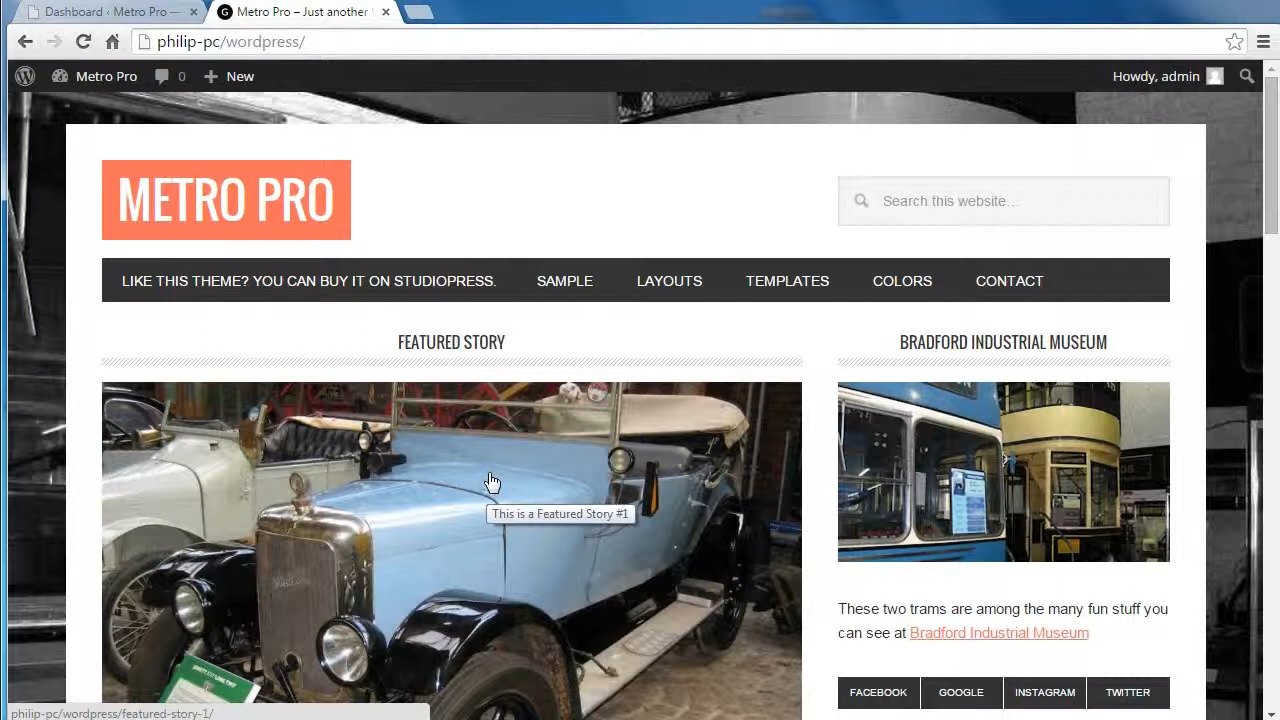 Dashboard ‹ Metro Pro —
Metro Pro – Just another
philip-pc/wordpress/
Metro Pro
0
New
Howdy, admin
METRO PRO
Search this website…
LIKE THIS THEME? YOU CAN BUY IT ON STUDIOPRESS.
SAMPLE
LAYOUTS
TEMPLATES
COLORS
CONTACT
FEATURED STORY
BRADFORD INDUSTRIAL MUSEUM
This is a Featured Story #1
These two trams are among the many fun stuff you
can see at Bradford Industrial Museum
FACEBOOK
GOOGLE
INSTAGRAM
TWITTER
philip-pc/wordpress/featured-story-1/